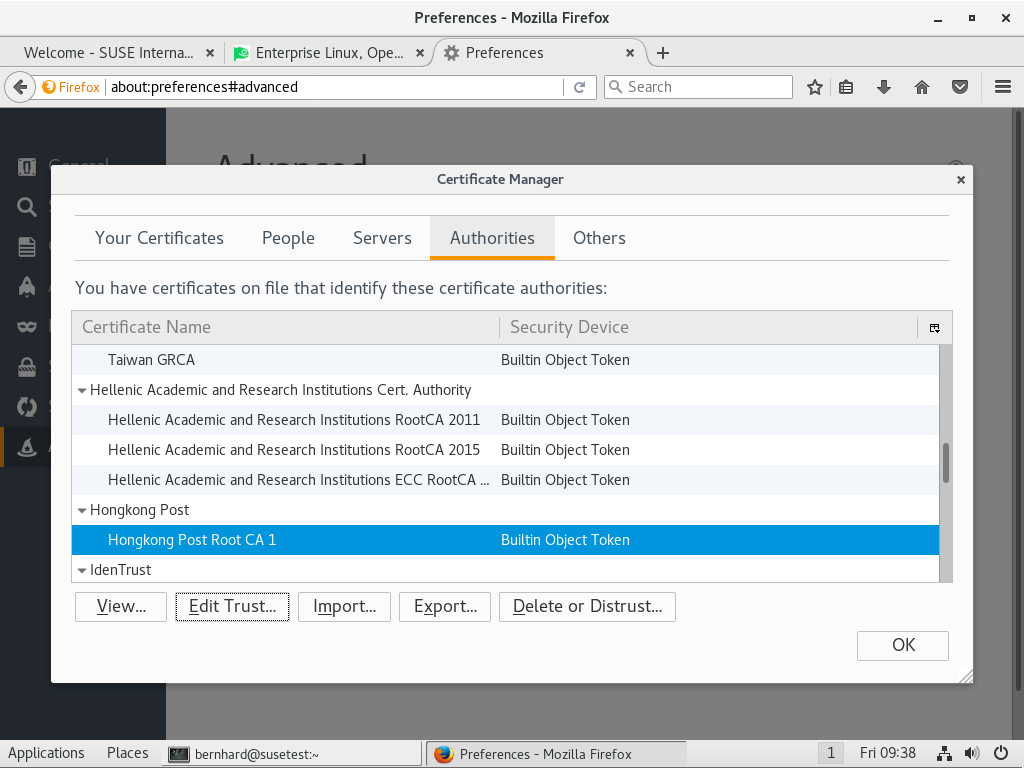 Preferences - Mozilla Firefox
Welcome - SUSE Interna...
Enterprise Linux, Ope...
Preferences
Firefox
about:preferences#advanced
Search
General
Advanced
Certificate Manager
Your Certificates
People
Servers
Authorities
Others
You have certificates on file that identify these certificate authorities:
Certificate Name
Security Device
Taiwan GRCA
Builtin Object Token
Hellenic Academic and Research Institutions Cert. Authority
Hellenic Academic and Research Institutions RootCA 2011
Builtin Object Token
Hellenic Academic and Research Institutions RootCA 2015
Builtin Object Token
Hellenic Academic and Research Institutions ECC RootCA ...
Builtin Object Token
Hongkong Post
Hongkong Post Root CA 1
Builtin Object Token
IdenTrust
View...
Edit Trust...
Import...
Export...
Delete or Distrust...
OK
Applications
Places
bernhard@susetest:~
Preferences - Mozilla Firefox
1
Fri 09:38